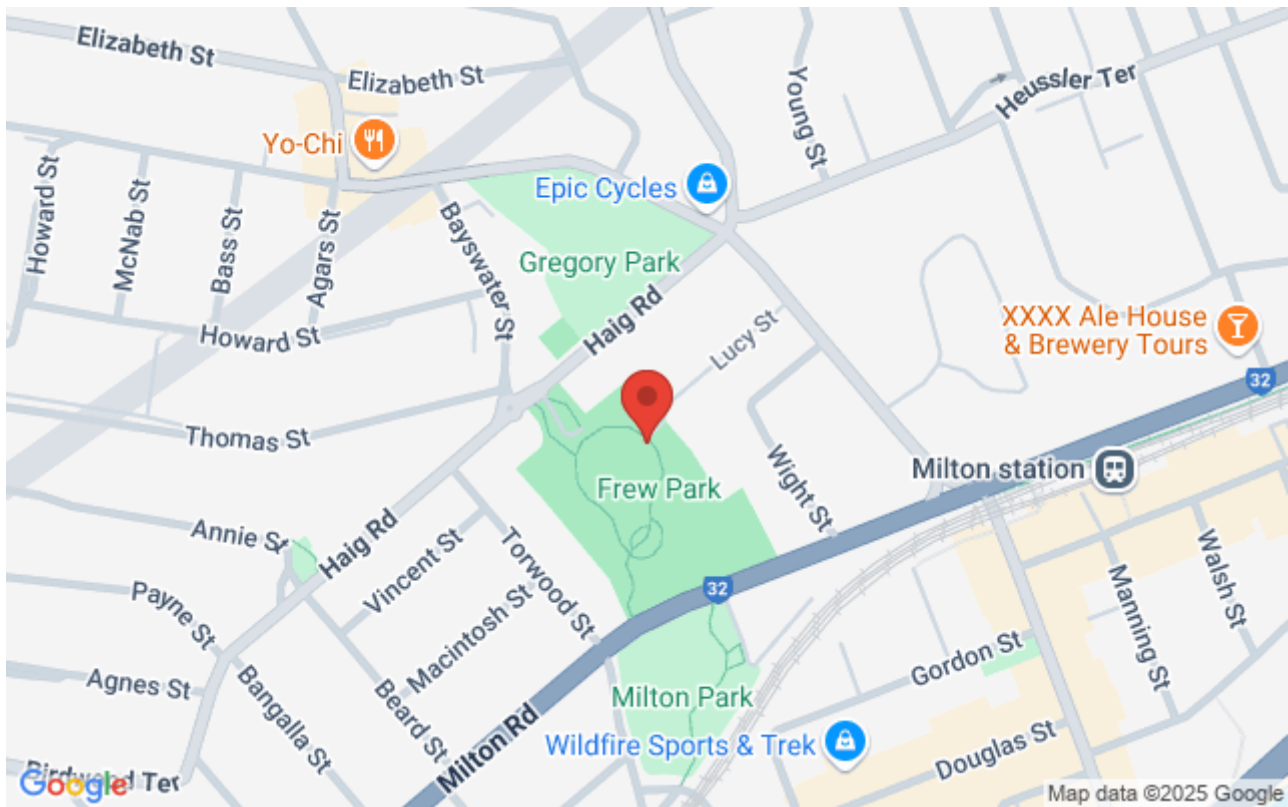 Elizabeth St
Elizabeth St
Young St
Heussler Ter
Yo-Chi
Howard St
McNab St
Bass St
Agars St
Bayswater St
Epic Cycles
Gregory Park
Haig Rd
Lucy St
XXXX Ale House
& Brewery Tours
Howard St
32
Thomas St
Milton station
Frew Park
Wight St
Annie St
Haig Rd
Vincent St
Torwood St
32
Walsh St
Manning St
Payne St
Macintosh St
Gordon St
Agnes St
Bangalla St
Beard St
Milton Park
Milton Rd
Wildfire Sports & Trek
Douglas St
Birdwood Ter
Google
Map data ©2025 Google